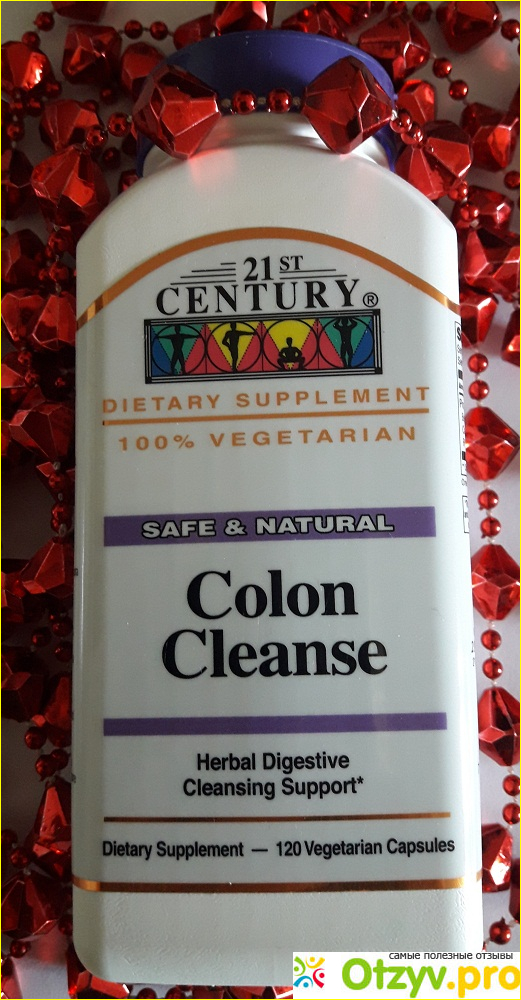 21ST
CENTURY®
DIETARY SUPPLEMENT
100% VEGETARIAN
SAFE & NATURAL
Colon
Cleanse
Herbal Digestive
Cleansing Support*
Dietary Supplement — 120 Vegetarian Capsules
самые полезные отзывы
Otzyv.pro